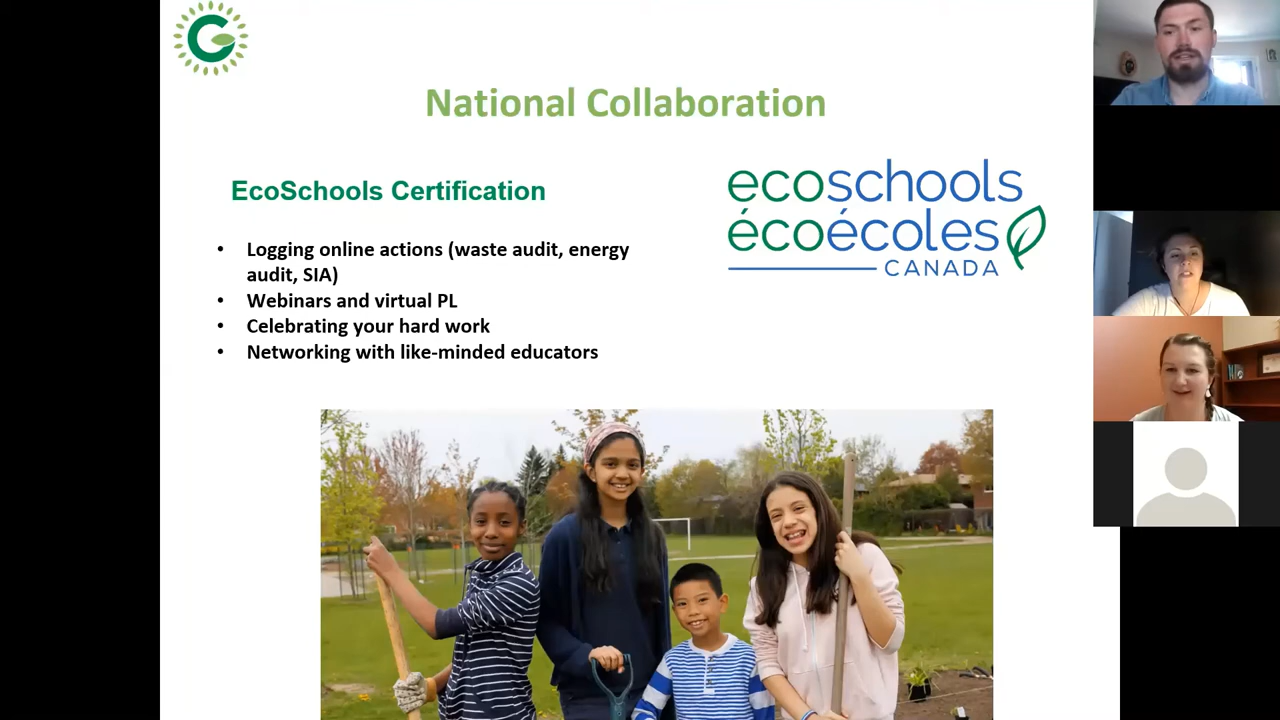 National Collaboration
EcoSchools Certification
ecoschools
écoécoles
CANADA
• Logging online actions (waste audit, energy
audit, SIA)
• Webinars and virtual PL
• Celebrating your hard work
• Networking with like-minded educators